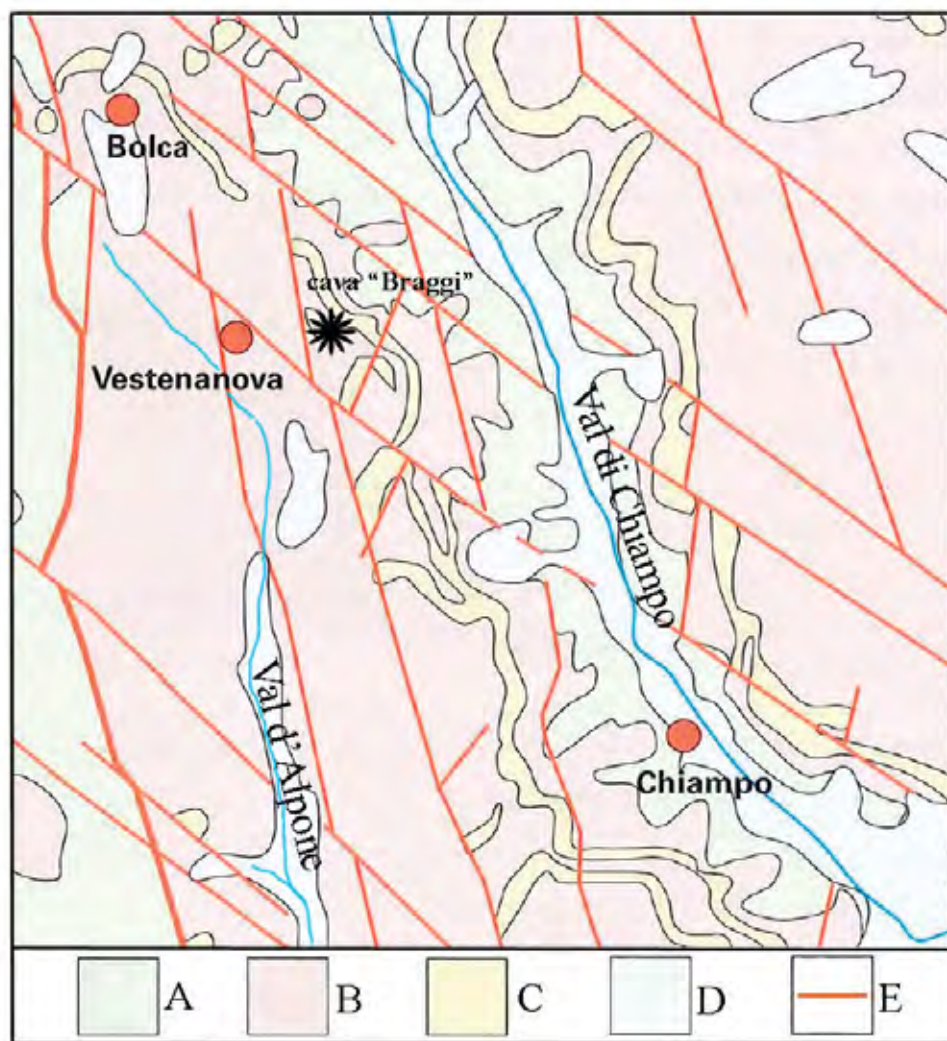 Bolca
cava "Braggi"
Vestenanova
Val di Chiampo
Val d'Alpone
Chiampo
A B C D E